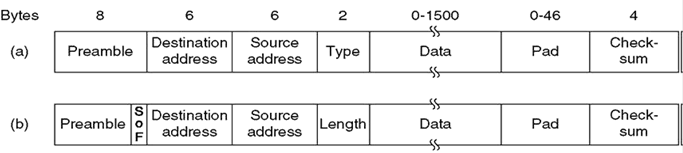 Bytes 8 6 6 2 0-1500 0-46 4
(a) Preamble Destination address Source address Type Data Pad Check-sum
(b) Preamble SoF Destination address Source address Length Data Pad Check-sum